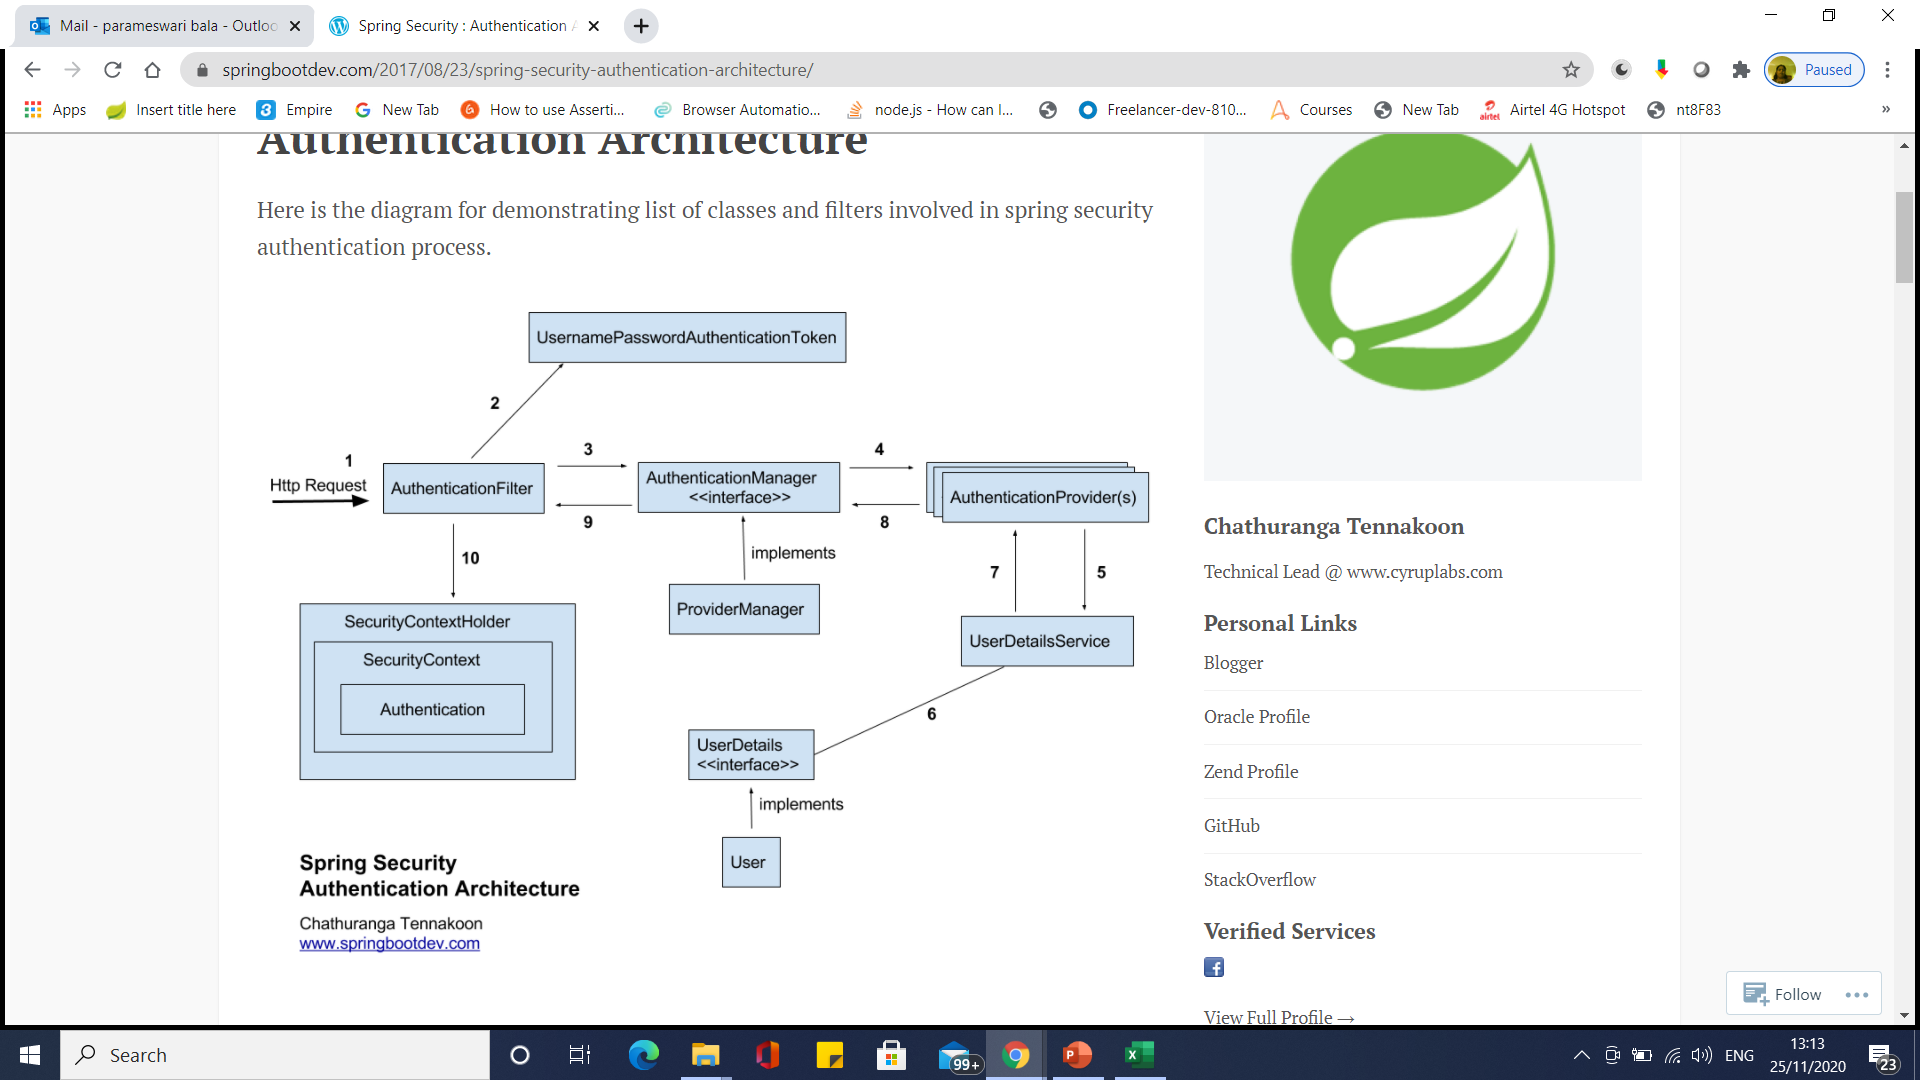 Mail - parameswari bala - Outloo
Spring Security : Authentication A
springbootdev.com/2017/08/23/spring-security-authentication-architecture/
Paused
Apps
Insert title here
Empire
New Tab
How to use Asserti...
Browser Automatio...
node.js - How can I...
Freelancer-dev-810...
Courses
New Tab
airtel
Airtel 4G Hotspot
nt8F83
»
Authentication Architecture
Here is the diagram for demonstrating list of classes and filters involved in spring security
authentication process.
UsernamePasswordAuthenticationToken
2
1
Http Request
AuthenticationFilter
3
9
AuthenticationManager
<<interface>>
4
8
AuthenticationProvider(s)
10
implements
7
5
ProviderManager
SecurityContextHolder
SecurityContext
Authentication
UserDetailsService
6
UserDetails
<<interface>>
implements
User
Spring Security
Authentication Architecture
Chathuranga Tennakoon
www.springbootdev.com
Chathuranga Tennakoon
Technical Lead @ www.cyruplabs.com
Personal Links
Blogger
Oracle Profile
Zend Profile
GitHub
StackOverflow
Verified Services
View Full Profile →
Follow
Search
99+
ENG
13:13
25/11/2020
23